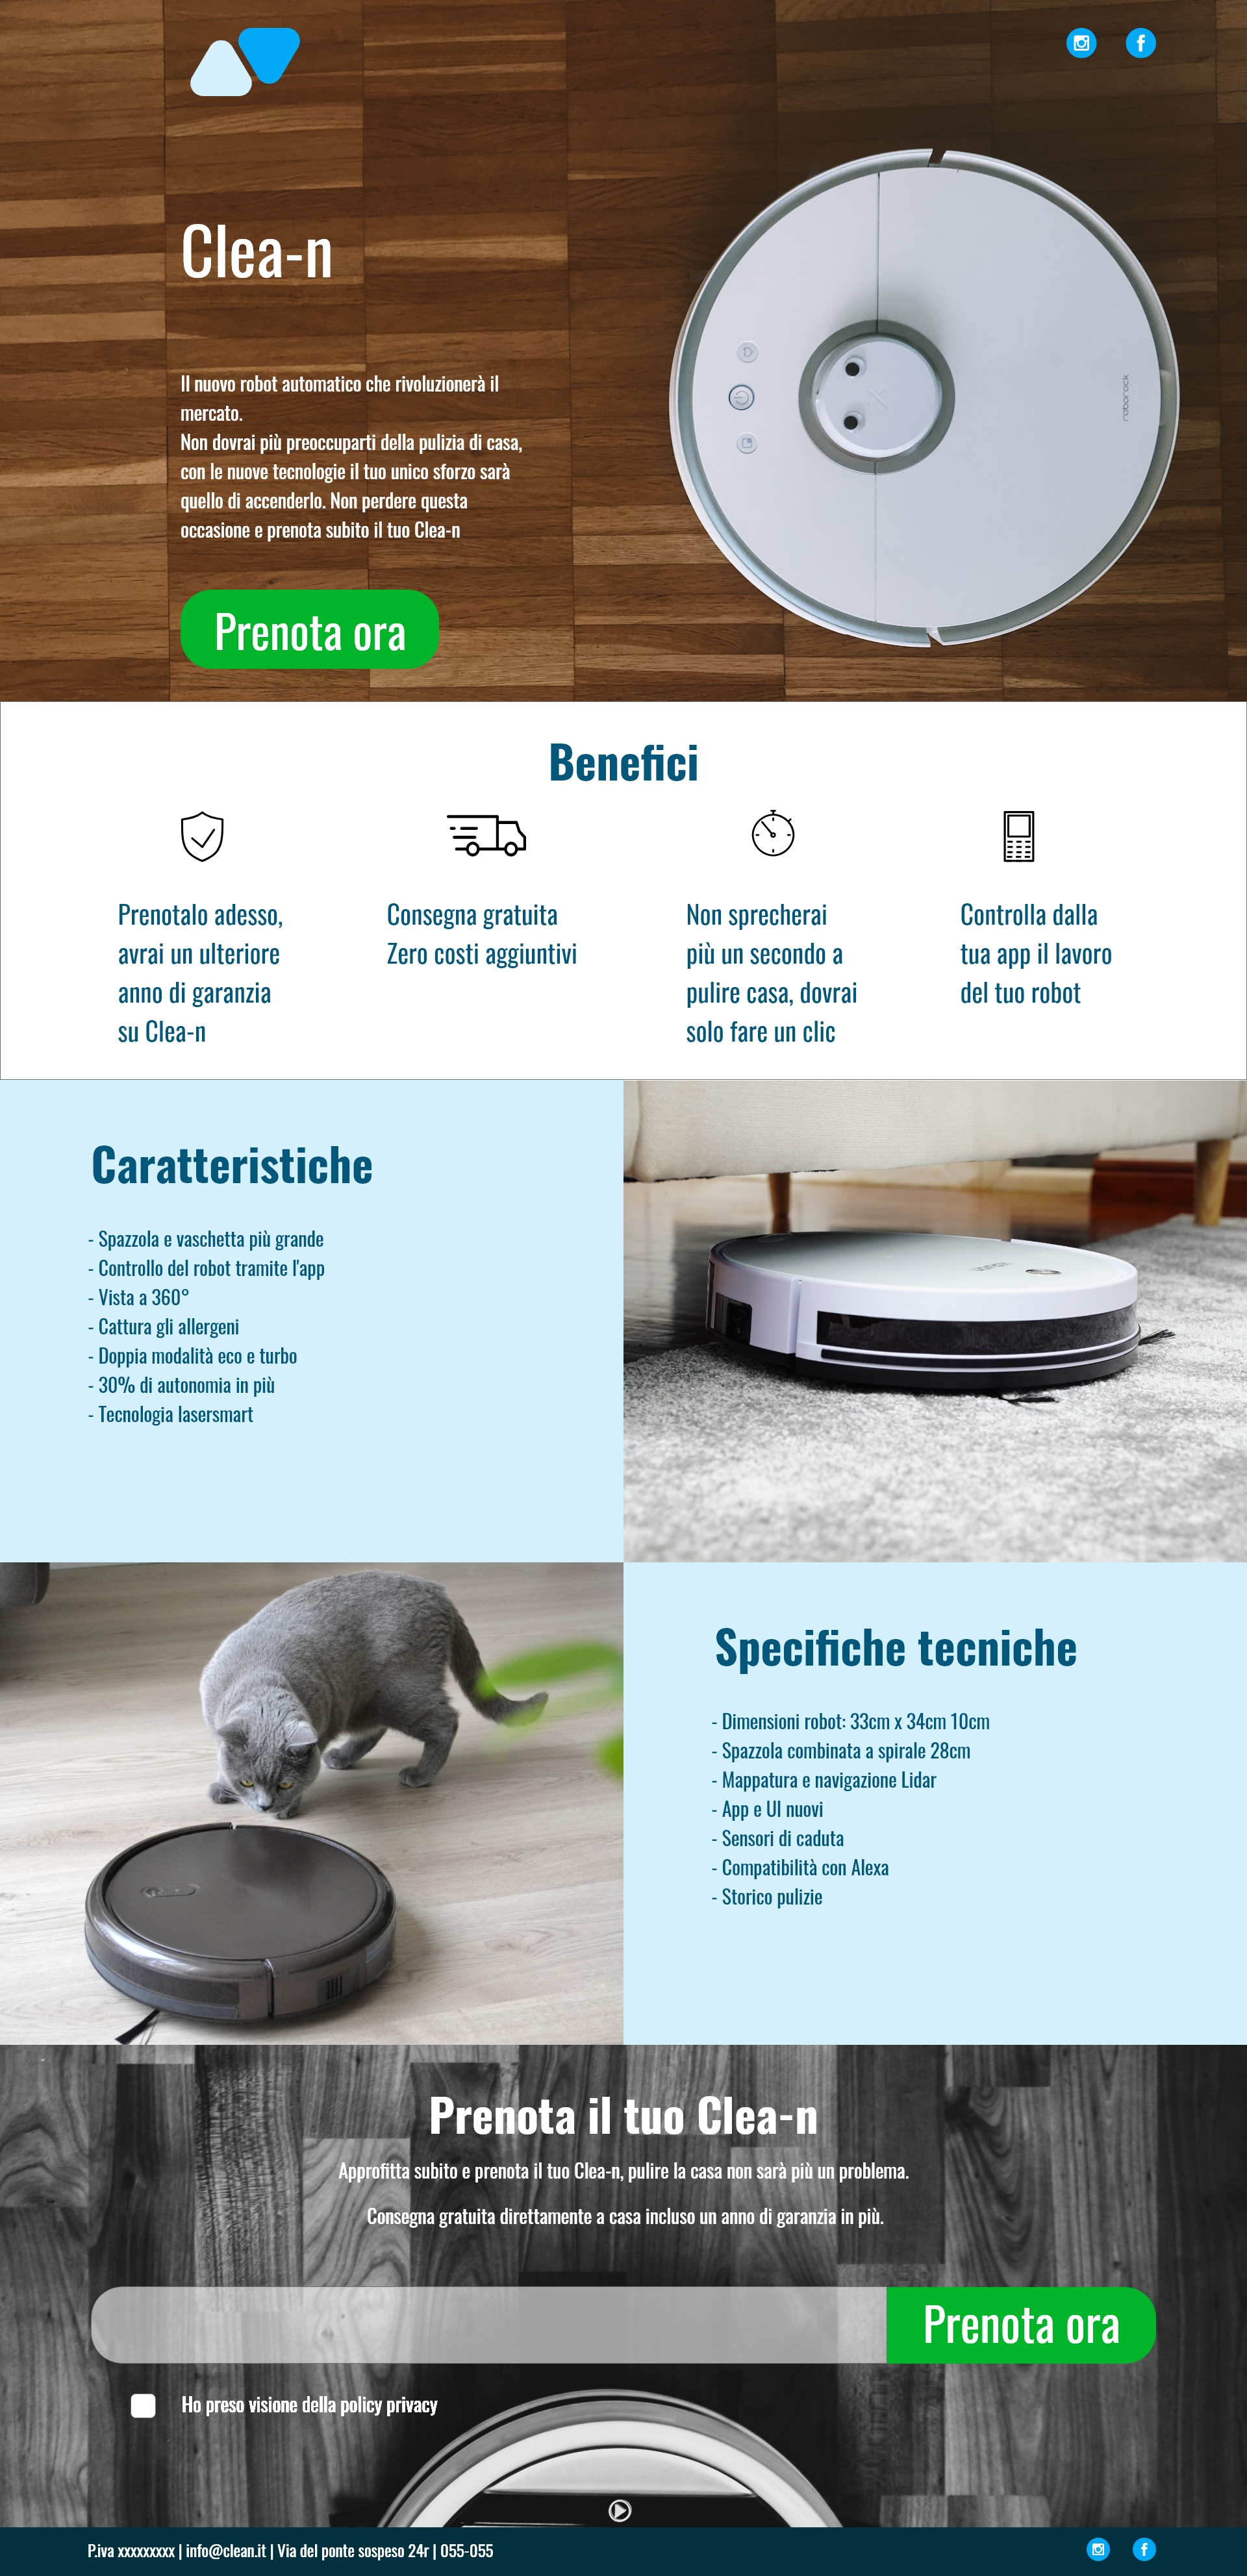 Clea-n
Il nuovo robot automatico che rivoluzionerà il
mercato.
Non dovrai più preoccuparti della pulizia di casa,
con le nuove tecnologie il tuo unico sforzo sarà
quello di accenderlo. Non perdere questa
occasione e prenota subito il tuo Clea-n
Prenota ora
roborock
Benefici
Prenotalo adesso,
avrai un ulteriore
anno di garanzia
su Clea-n
Consegna gratuita
Zero costi aggiuntivi
Non sprecherai
più un secondo a
pulire casa, dovrai
solo fare un clic
Controlla dalla
tua app il lavoro
del tuo robot
Caratteristiche
- Spazzola e vaschetta più grande
- Controllo del robot tramite l'app
- Vista a 360°
- Cattura gli allergeni
- Doppia modalità eco e turbo
- 30% di autonomia in più
- Tecnologia lasersmart
Specifiche tecniche
- Dimensioni robot: 33cm x 34cm 10cm
- Spazzola combinata a spirale 28cm
- Mappatura e navigazione Lidar
- App e UI nuovi
- Sensori di caduta
- Compatibilità con Alexa
- Storico pulizie
Prenota il tuo Clea-n
Approfitta subito e prenota il tuo Clea-n, pulire la casa non sarà più un problema.
Consegna gratuita direttamente a casa incluso un anno di garanzia in più.
Prenota ora
Ho preso visione della policy privacy
P.iva xxxxxxxxx | info@clean.it | Via del ponte sospeso 24r | 055-055